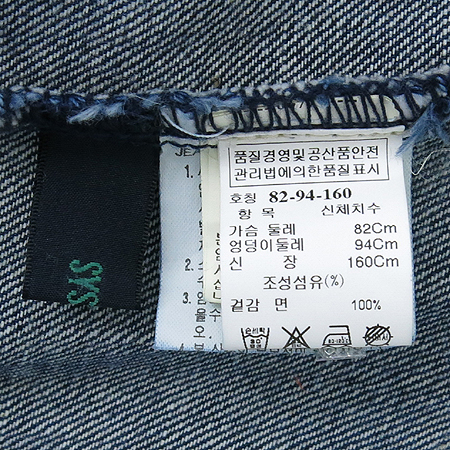 품질경영및공산품안전
관리법에의한품질표시
호칭 82-94-160
항 목 신체치수
가슴 둘레 82Cm
엉덩이둘레 94Cm
신 장 160Cm
조성섬유(%)
겉감 면 100%
SYS